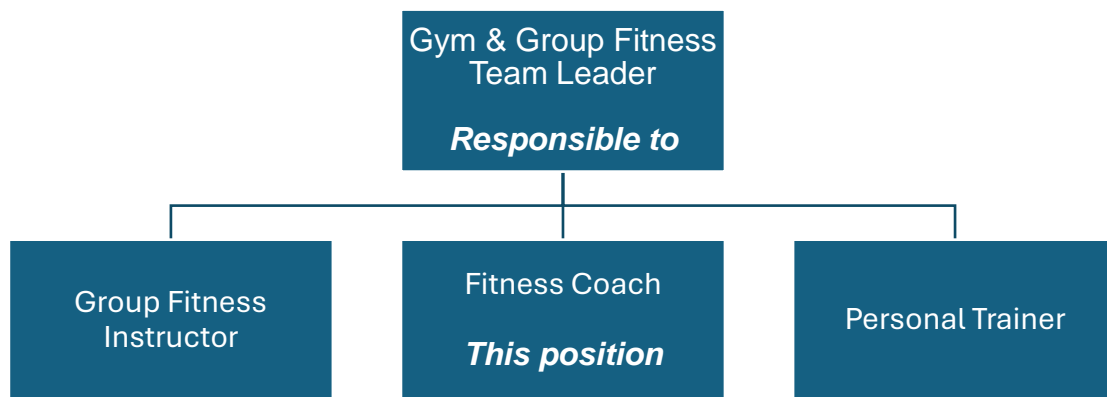 Gym & Group Fitness
Team Leader
Responsible to
Group Fitness
Instructor
Fitness Coach
This position
Personal Trainer